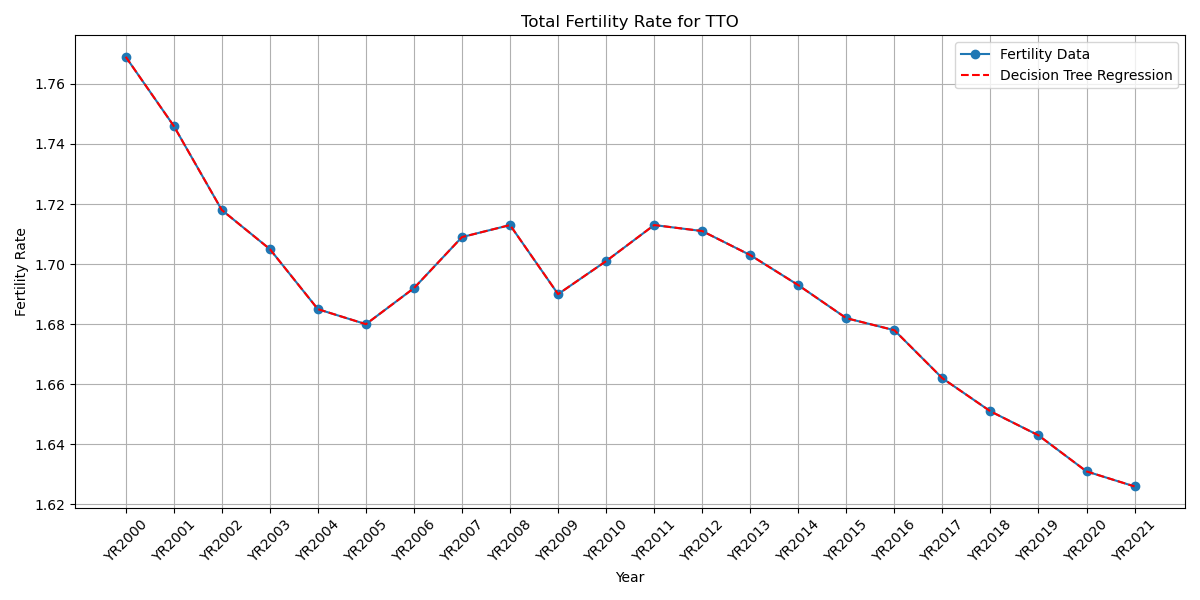 Total Fertility Rate for TTO
Fertility Data
Decision Tree Regression
Fertility Rate
1.76
1.74
1.72
1.70
1.68
1.66
1.64
1.62
YR2000
YR2001
YR2002
YR2003
YR2004
YR2005
YR2006
YR2007
YR2008
YR2009
YR2010
YR2011
YR2012
YR2013
YR2014
YR2015
YR2016
YR2017
YR2018
YR2019
YR2020
YR2021
Year